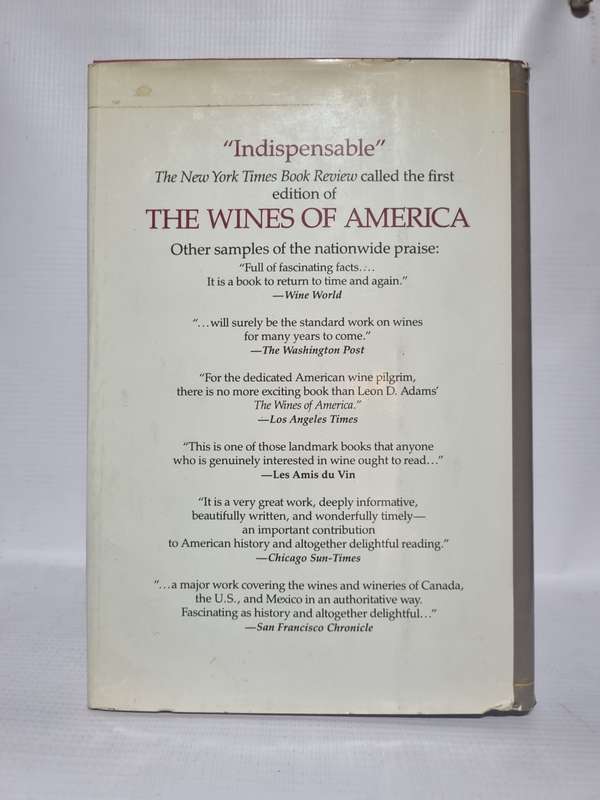 “Indispensable”
The New York Times Book Review called the first
edition of
THE WINES OF AMERICA
Other samples of the nationwide praise:
“Full of fascinating facts....
It is a book to return to time and again.”
—Wine World
“...will surely be the standard work on wines
for many years to come.”
—The Washington Post
“For the dedicated American wine pilgrim,
there is no more exciting book than Leon D. Adams’
The Wines of America.”
—Los Angeles Times
“This is one of those landmark books that anyone
who is genuinely interested in wine ought to read...”
—Les Amis du Vin
“It is a very great work, deeply informative,
beautifully written, and wonderfully timely—
an important contribution
to American history and altogether delightful reading.”
—Chicago Sun-Times
“...a major work covering the wines and wineries of Canada,
the U.S., and Mexico in an authoritative way.
Fascinating as history and altogether delightful...”
—San Francisco Chronicle